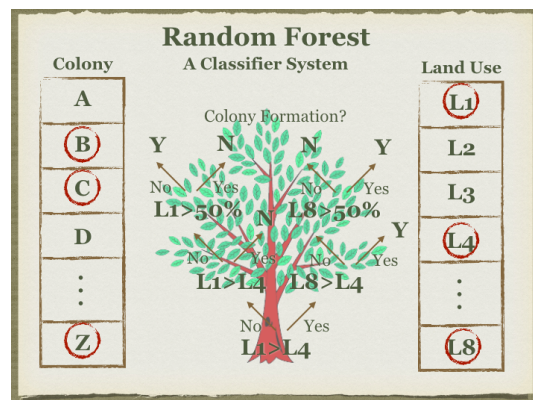 Random Forest
Colony
A Classifier System
Land Use
A
L1
Colony Formation?
B
Y
N
N
Y
L2
C
No
Yes
No
Yes
L3
L1>50%
L8>50%
D
N
Y
L4
No
Yes
No
Yes
L1>L4
L8>L4
No
Yes
Z
L1>L4
L8